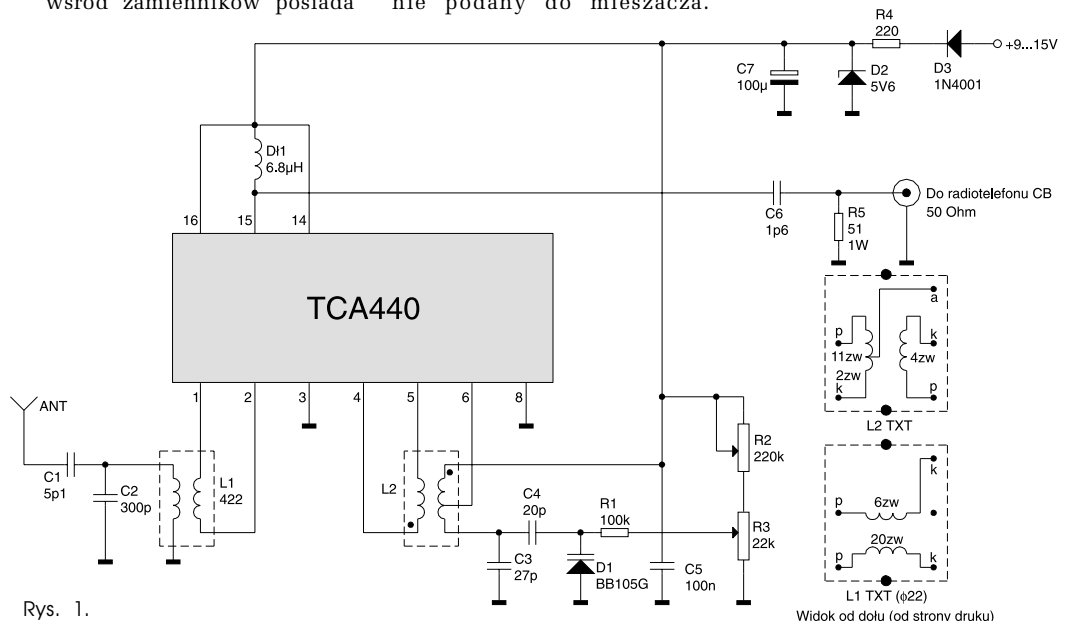 wśród zamienników posiada
nie podany do mieszacza.
R4
220
+9...15V
C7
100µ
D2
5V6
D3
1N4001
Dł1
6.8µH
16
15
14
C6
1p6
R5
51
1W
Do radiotelefonu CB
50 Ohm
TCA440
1
2
3
4
5
6
8
ANT
C1
5p1
C2
300p
L1
422
L2
C4
20p
R1
100k
C3
27p
D1
BB105G
C5
100n
R2
220k
R3
22k
a
p
k
11zw
4zw
2zw
k
p
L2 TXT
k
p
6zw
20zw
p
k
L1 TXT (ϕ22)
Widok od dołu (od strony druku)
Rys. 1.